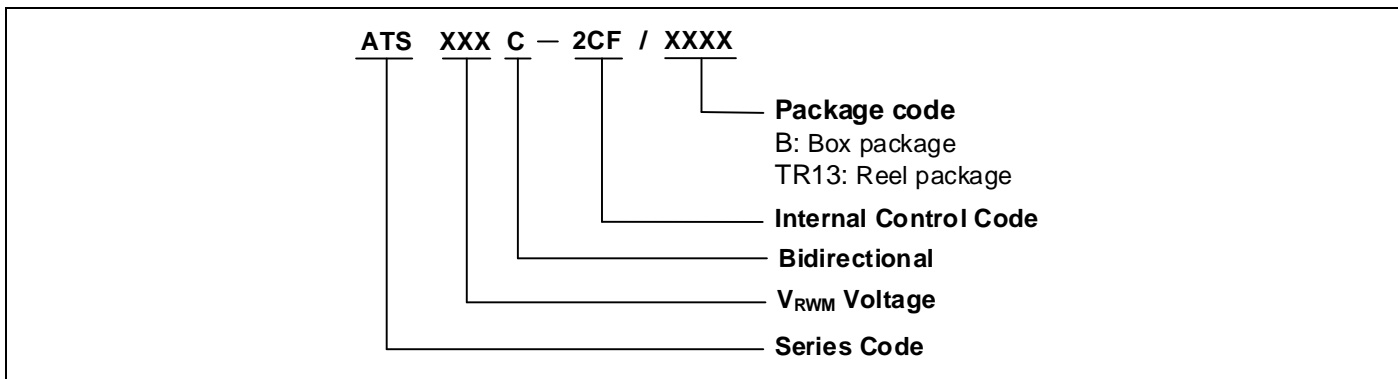 ATS XXX C — 2CF / XXXX
Package code
B: Box package
TR13: Reel package
Internal Control Code
Bidirectional
VRWM Voltage
Series Code